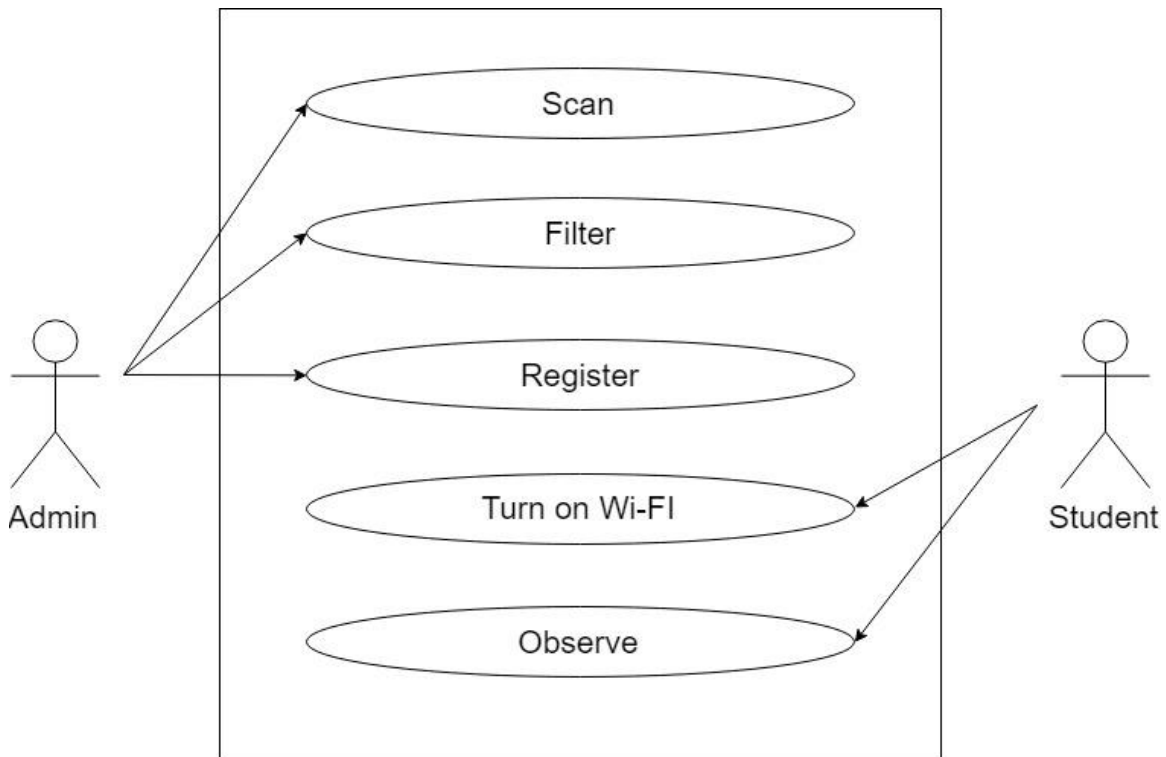 Scan
Filter
Register
Turn on Wi-FI
Observe
Admin
Student